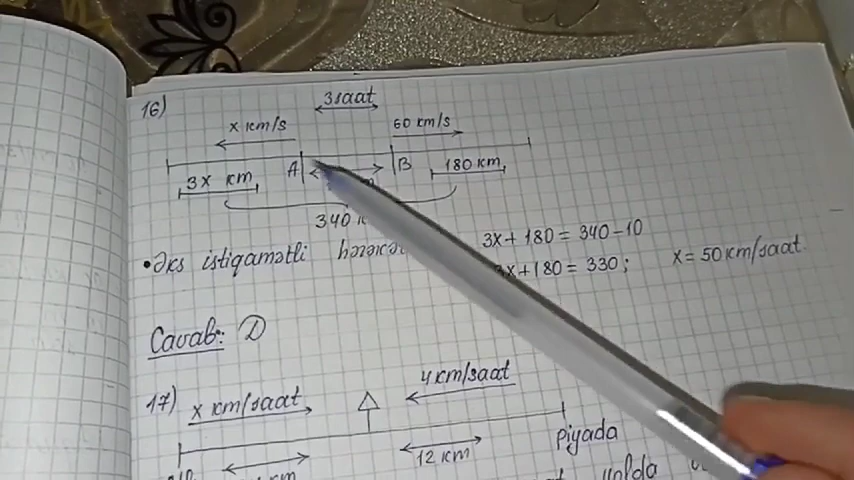 16)
3saat
x km/s
60 km/s
3x km
A
B
180 km
340
3x + 180 = 340 - 10
•Əks istiqamətli
x + 180 = 330 ;
x = 50 km/saat.
Cavab: D
17)
x km/saat
4 km/saat
12 km
piyada
km
yolda